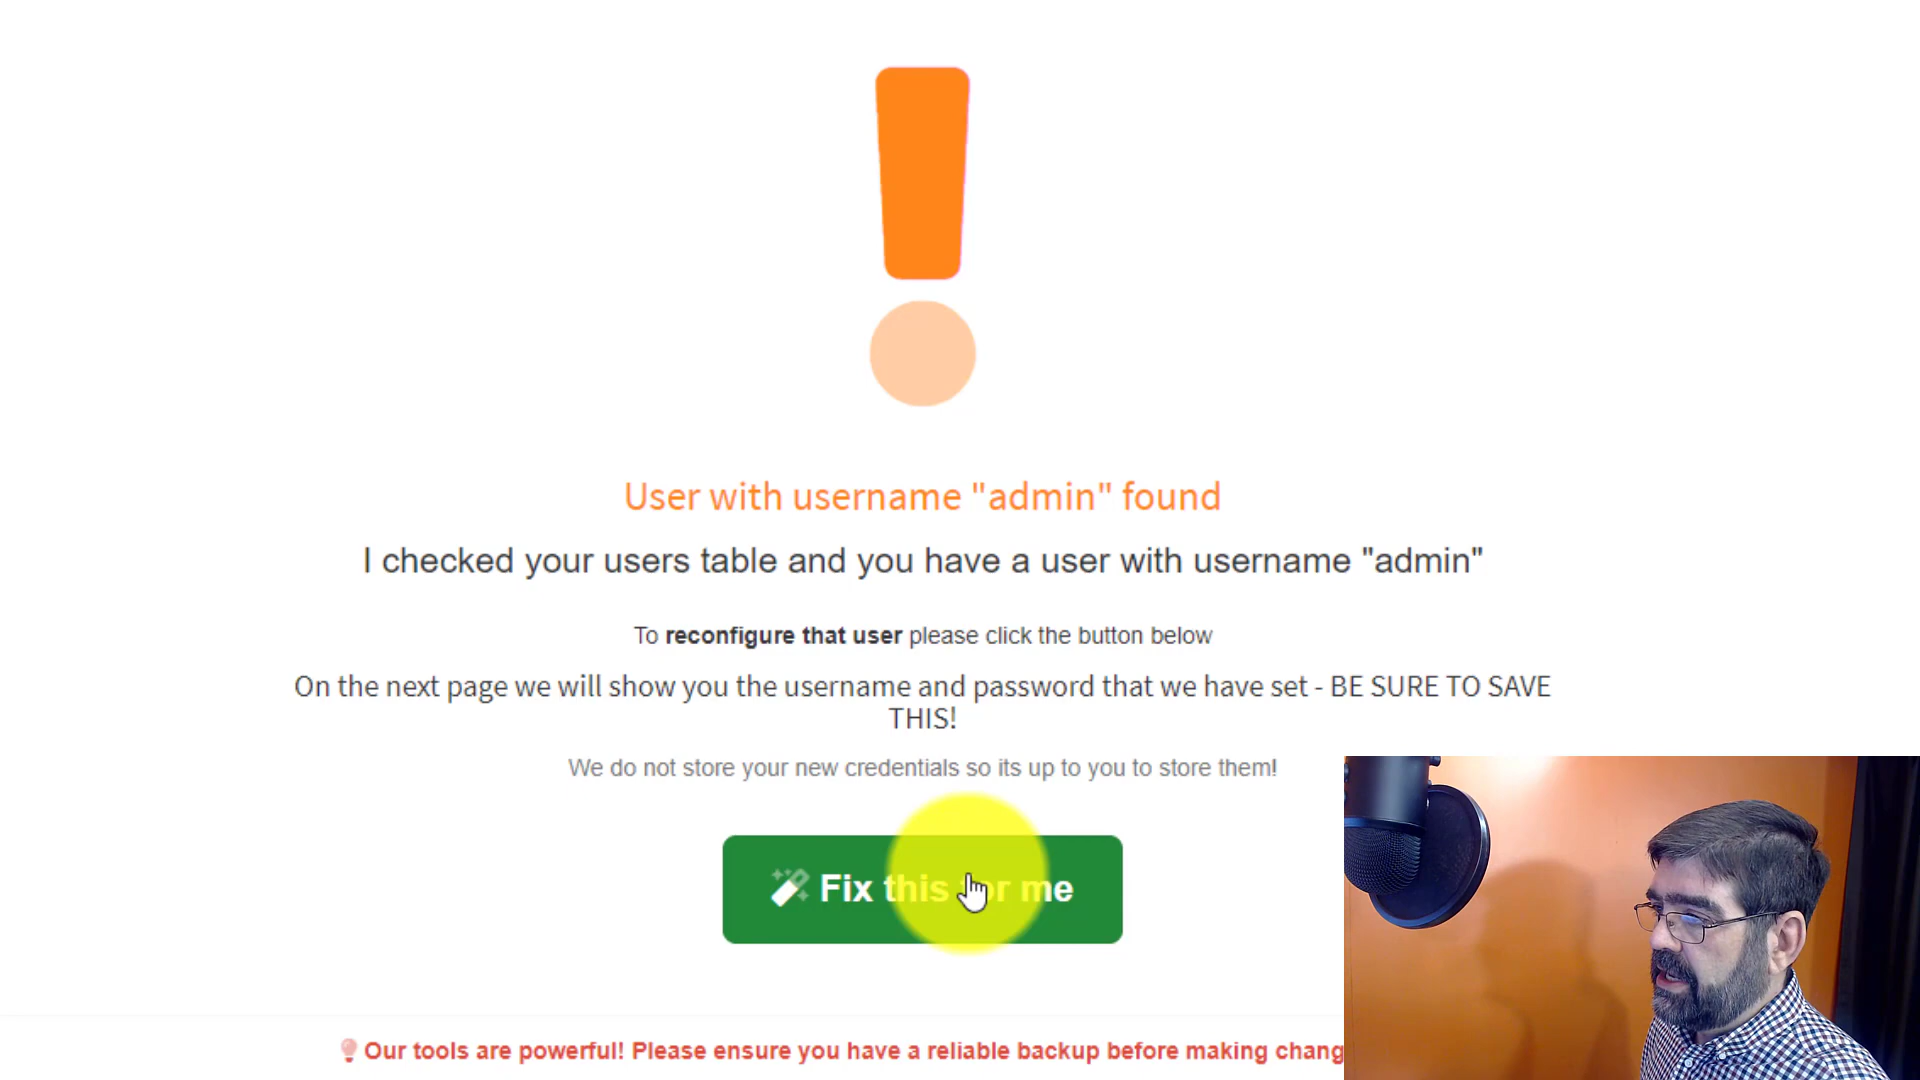 User with username "admin" found
I checked your users table and you have a user with username "admin"
To reconfigure that user please click the button below
On the next page we will show you the username and password that we have set - BE SURE TO SAVE
THIS!
We do not store your new credentials so its up to you to store them!
Fix this for me
Our tools are powerful! Please ensure you have a reliable backup before making